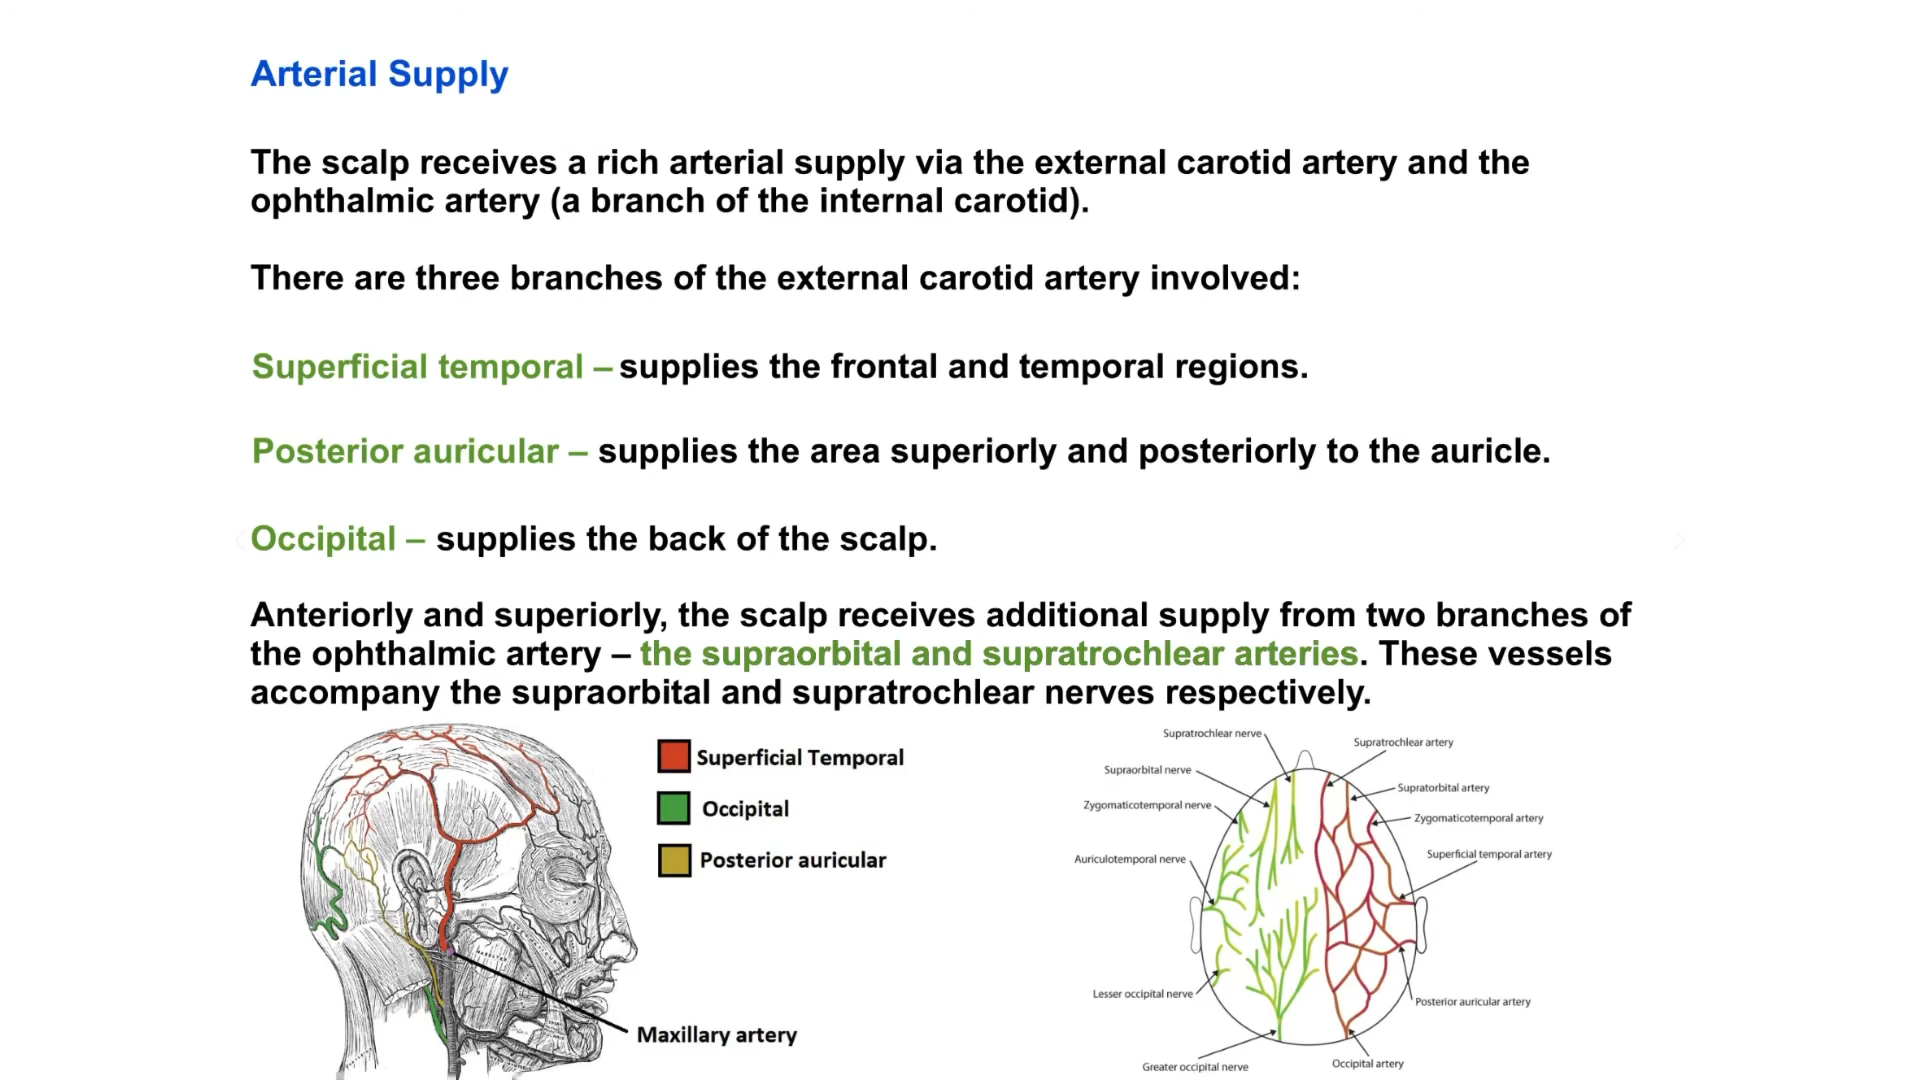 Arterial Supply
The scalp receives a rich arterial supply via the external carotid artery and the
ophthalmic artery (a branch of the internal carotid).
There are three branches of the external carotid artery involved:
Superficial temporal – supplies the frontal and temporal regions.
Posterior auricular – supplies the area superiorly and posteriorly to the auricle.
Occipital – supplies the back of the scalp.
Anteriorly and superiorly, the scalp receives additional supply from two branches of
the ophthalmic artery – the supraorbital and supratrochlear arteries. These vessels
accompany the supraorbital and supratrochlear nerves respectively.
Superficial Temporal
Occipital
Posterior auricular
Maxillary artery
Supratrochlear nerve
Supraorbital nerve
Zygomaticotemporal nerve
Auriculotemporal nerve
Lesser occipital nerve
Greater occipital nerve
Supratrochlear artery
Supratorbital artery
Zygomaticotemporal artery
Superficial temporal artery
Posterior auricular artery
Occipital artery